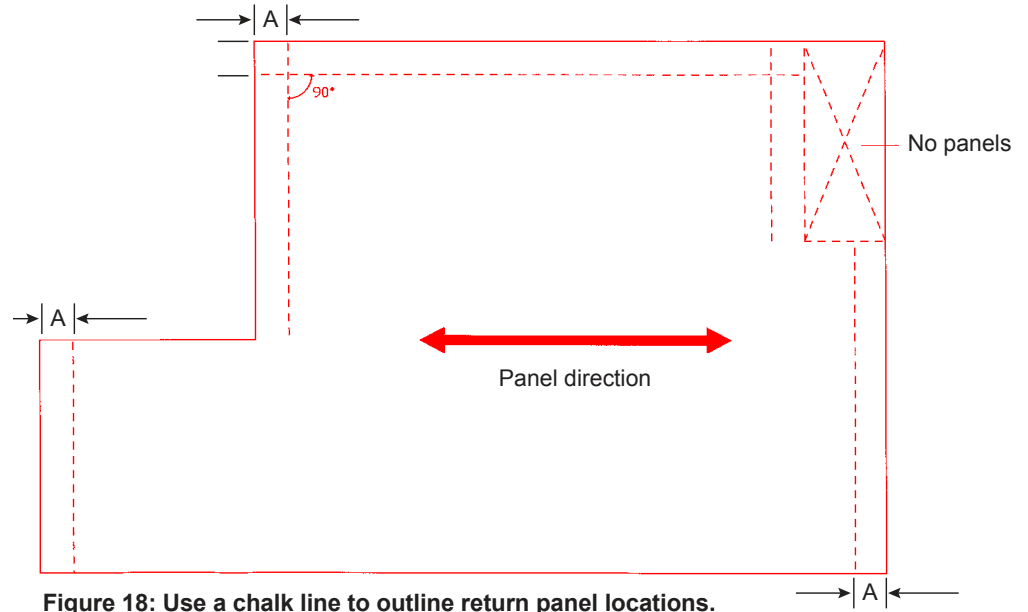 A
90°
No panels
A
Panel direction
A
Figure 18: Use a chalk line to outline return panel locations.